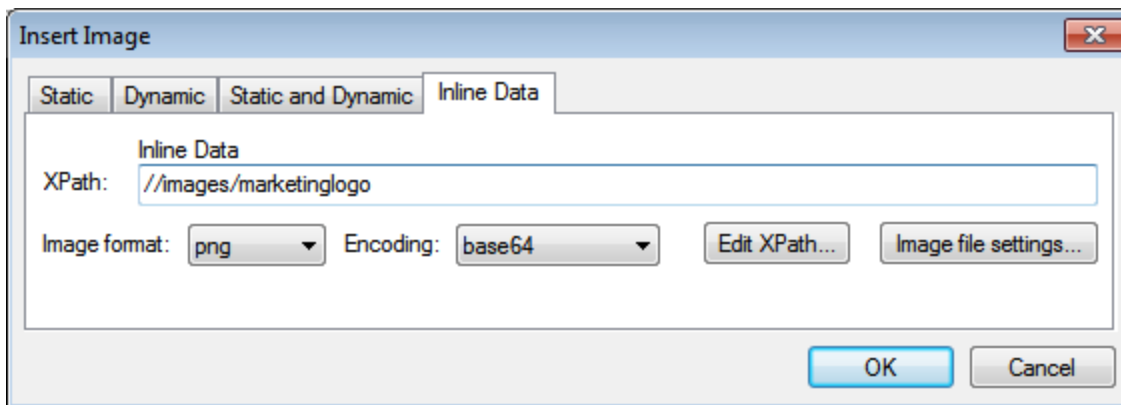 Insert Image
Static Dynamic Static and Dynamic Inline Data
Inline Data
XPath: //images/marketinglogo
Image format: png Encoding: base64 Edit XPath... Image file settings...
OK Cancel